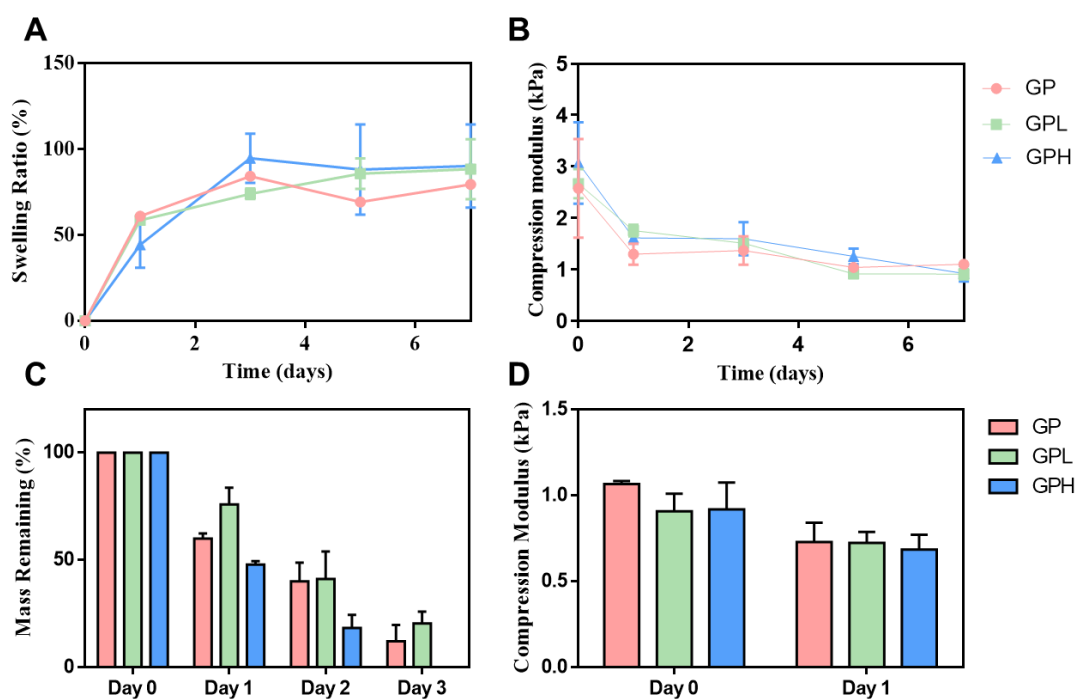 A
Swelling Ratio (%)
150
100
50
0
0 2 4 6
Time (days)
B
Compression modulus (kPa)
5
4
3
2
1
0
0 2 4 6
Time (days)
GP
GPL
GPH
C
Mass Remaining (%)
100
50
0
Day 0 Day 1 Day 2 Day 3
D
Compression Modulus (kPa)
1.5
1.0
0.5
0.0
Day 0 Day 1
GP
GPL
GPH